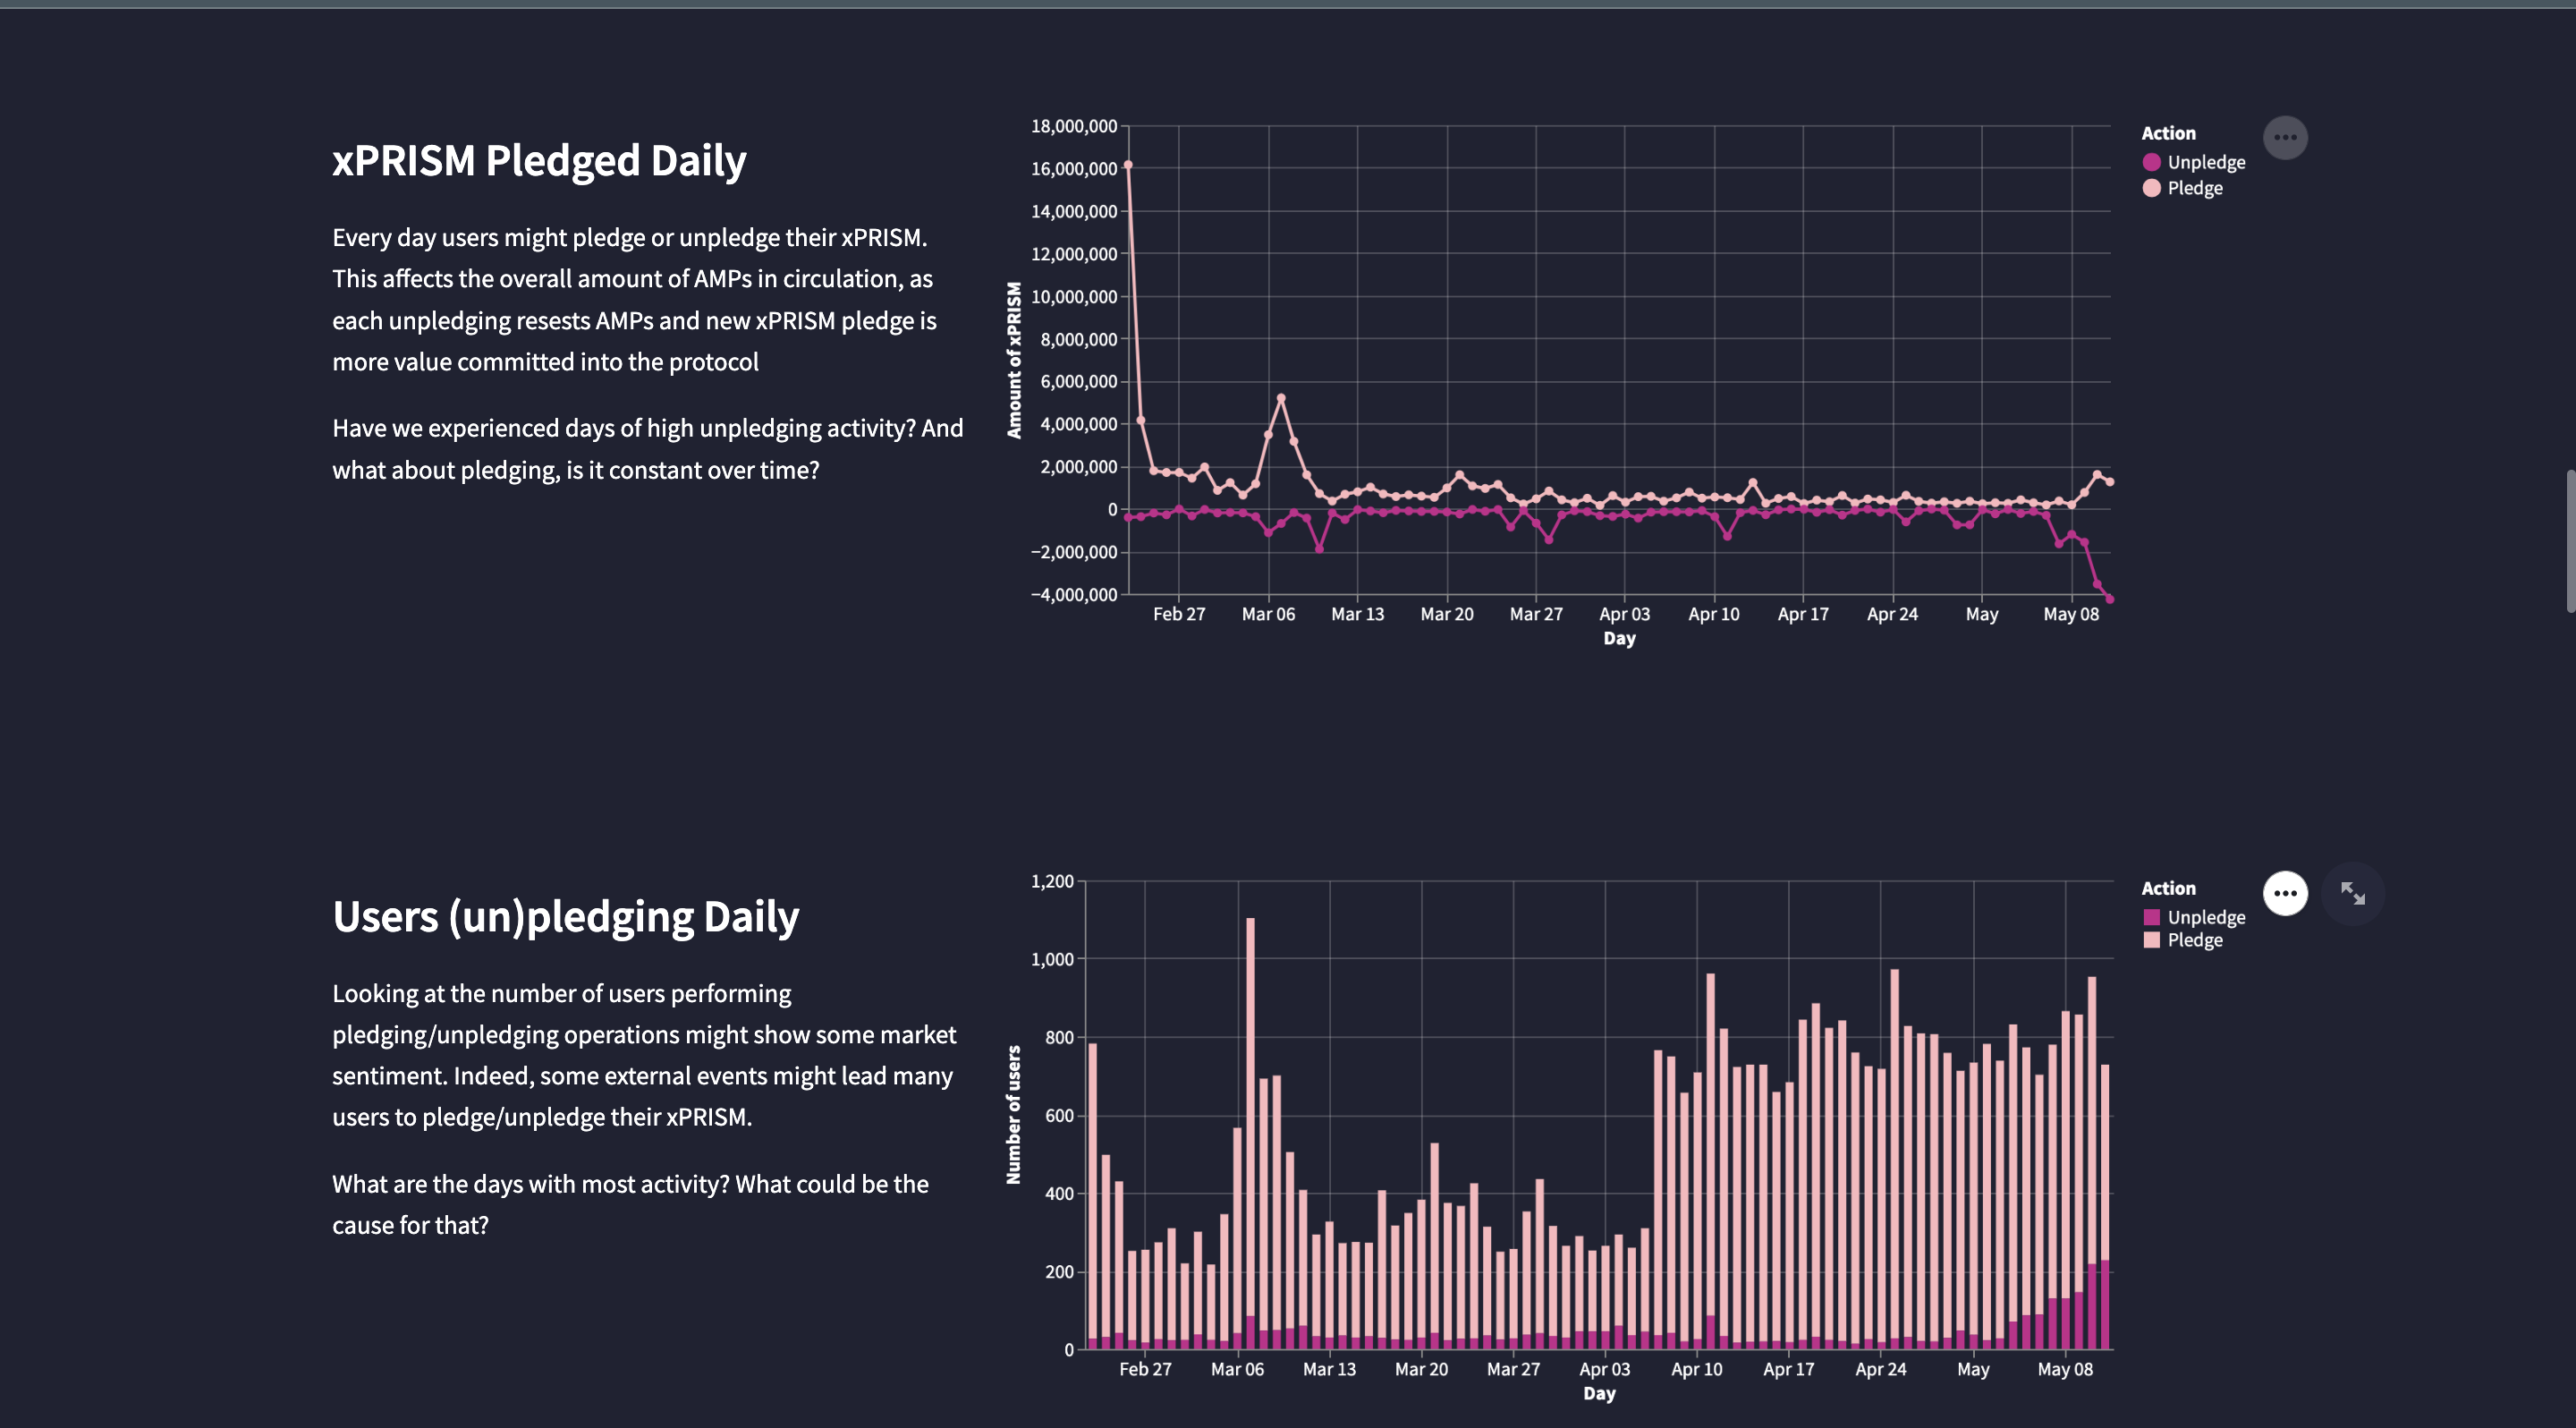 xPRISM Pledged Daily
Every day users might pledge or unpledge their xPRISM.
This affects the overall amount of AMPs in circulation, as
each unpledging resests AMPs and new xPRISM pledge is
more value committed into the protocol
Have we experienced days of high unpledging activity? And
what about pledging, is it constant over time?
18,000,000
16,000,000
14,000,000
12,000,000
10,000,000
8,000,000
6,000,000
4,000,000
2,000,000
0
−2,000,000
−4,000,000
Amount of xPRISM
Feb 27 Mar 06 Mar 13 Mar 20 Mar 27 Apr 03 Apr 10 Apr 17 Apr 24 May May 08
Day
Action
Unpledge
Pledge
Users (un)pledging Daily
Looking at the number of users performing
pledging/unpledging operations might show some market
sentiment. Indeed, some external events might lead many
users to pledge/unpledge their xPRISM.
What are the days with most activity? What could be the
cause for that?
1,200
1,000
800
600
400
200
0
Number of users
Feb 27 Mar 06 Mar 13 Mar 20 Mar 27 Apr 03 Apr 10 Apr 17 Apr 24 May May 08
Day
Action
Unpledge
Pledge